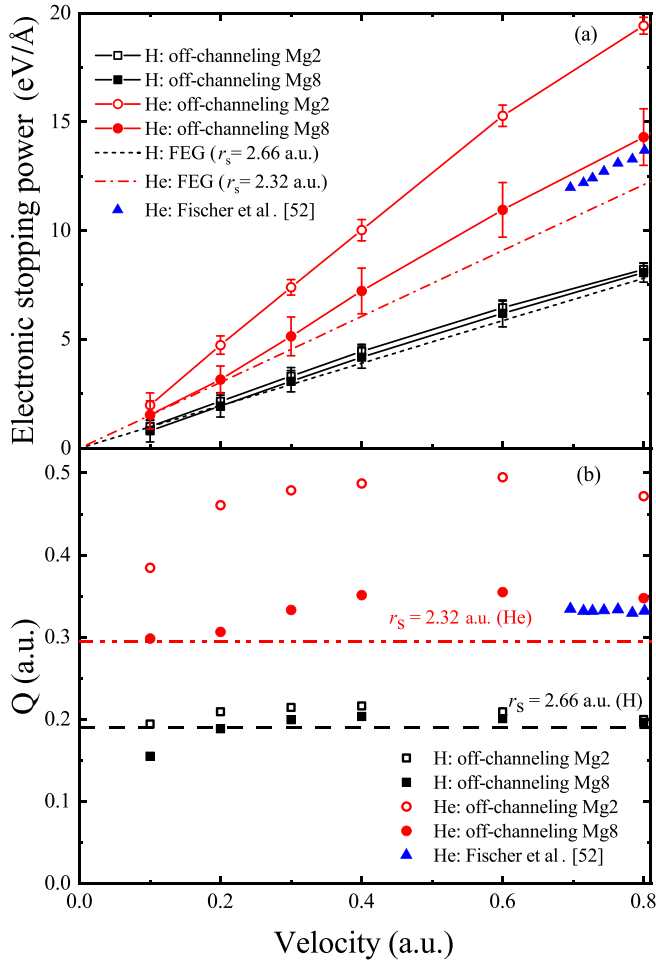 20
(a)
H: off-channeling Mg2
H: off-channeling Mg8
He: off-channeling Mg2
He: off-channeling Mg8
H: FEG (rs = 2.66 a.u.)
He: FEG (rs = 2.32 a.u.)
He: Fischer et al. [52]
15
10
5
0
Electronic stopping power (eV/Å)
(b)
0.5
0.4
0.3
0.2
0.1
0.0
Q (a.u.)
rs = 2.32 a.u. (He)
rs = 2.66 a.u. (H)
H: off-channeling Mg2
H: off-channeling Mg8
He: off-channeling Mg2
He: off-channeling Mg8
He: Fischer et al. [52]
0.0 0.2 0.4 0.6 0.8
Velocity (a.u.)